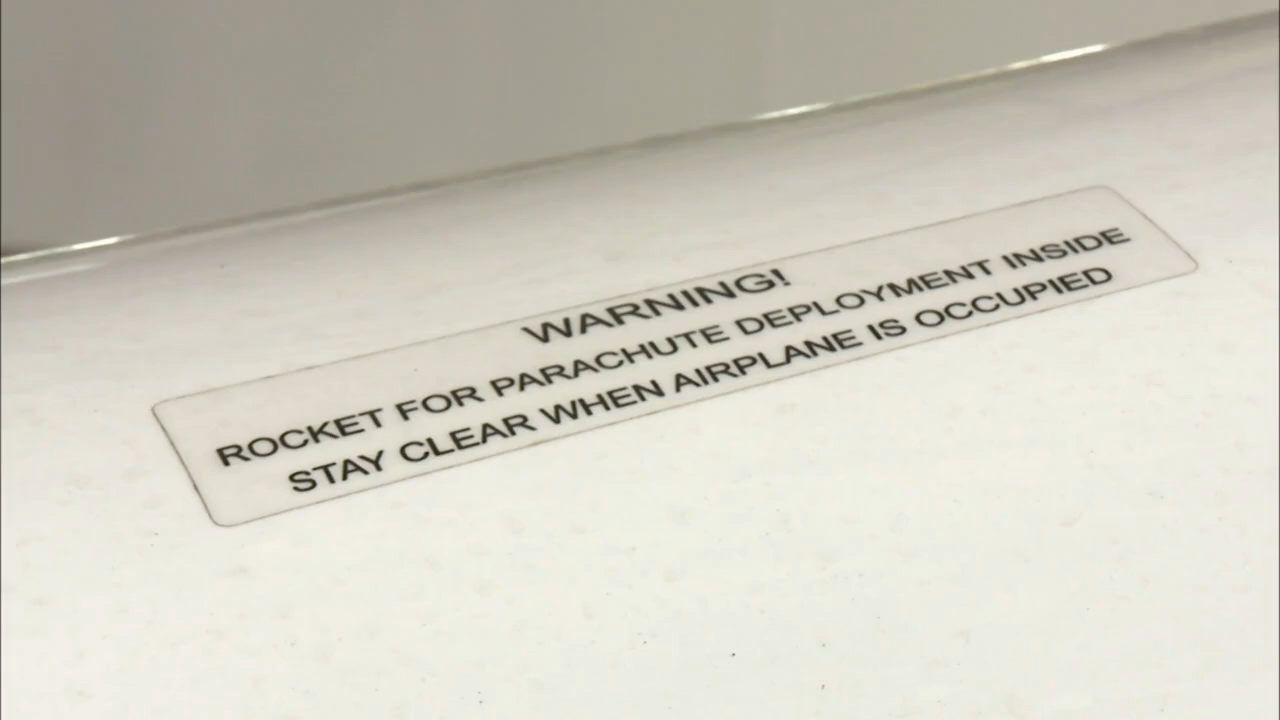 WARNING!
ROCKET FOR PARACHUTE DEPLOYMENT INSIDE
STAY CLEAR WHEN AIRPLANE IS OCCUPIED